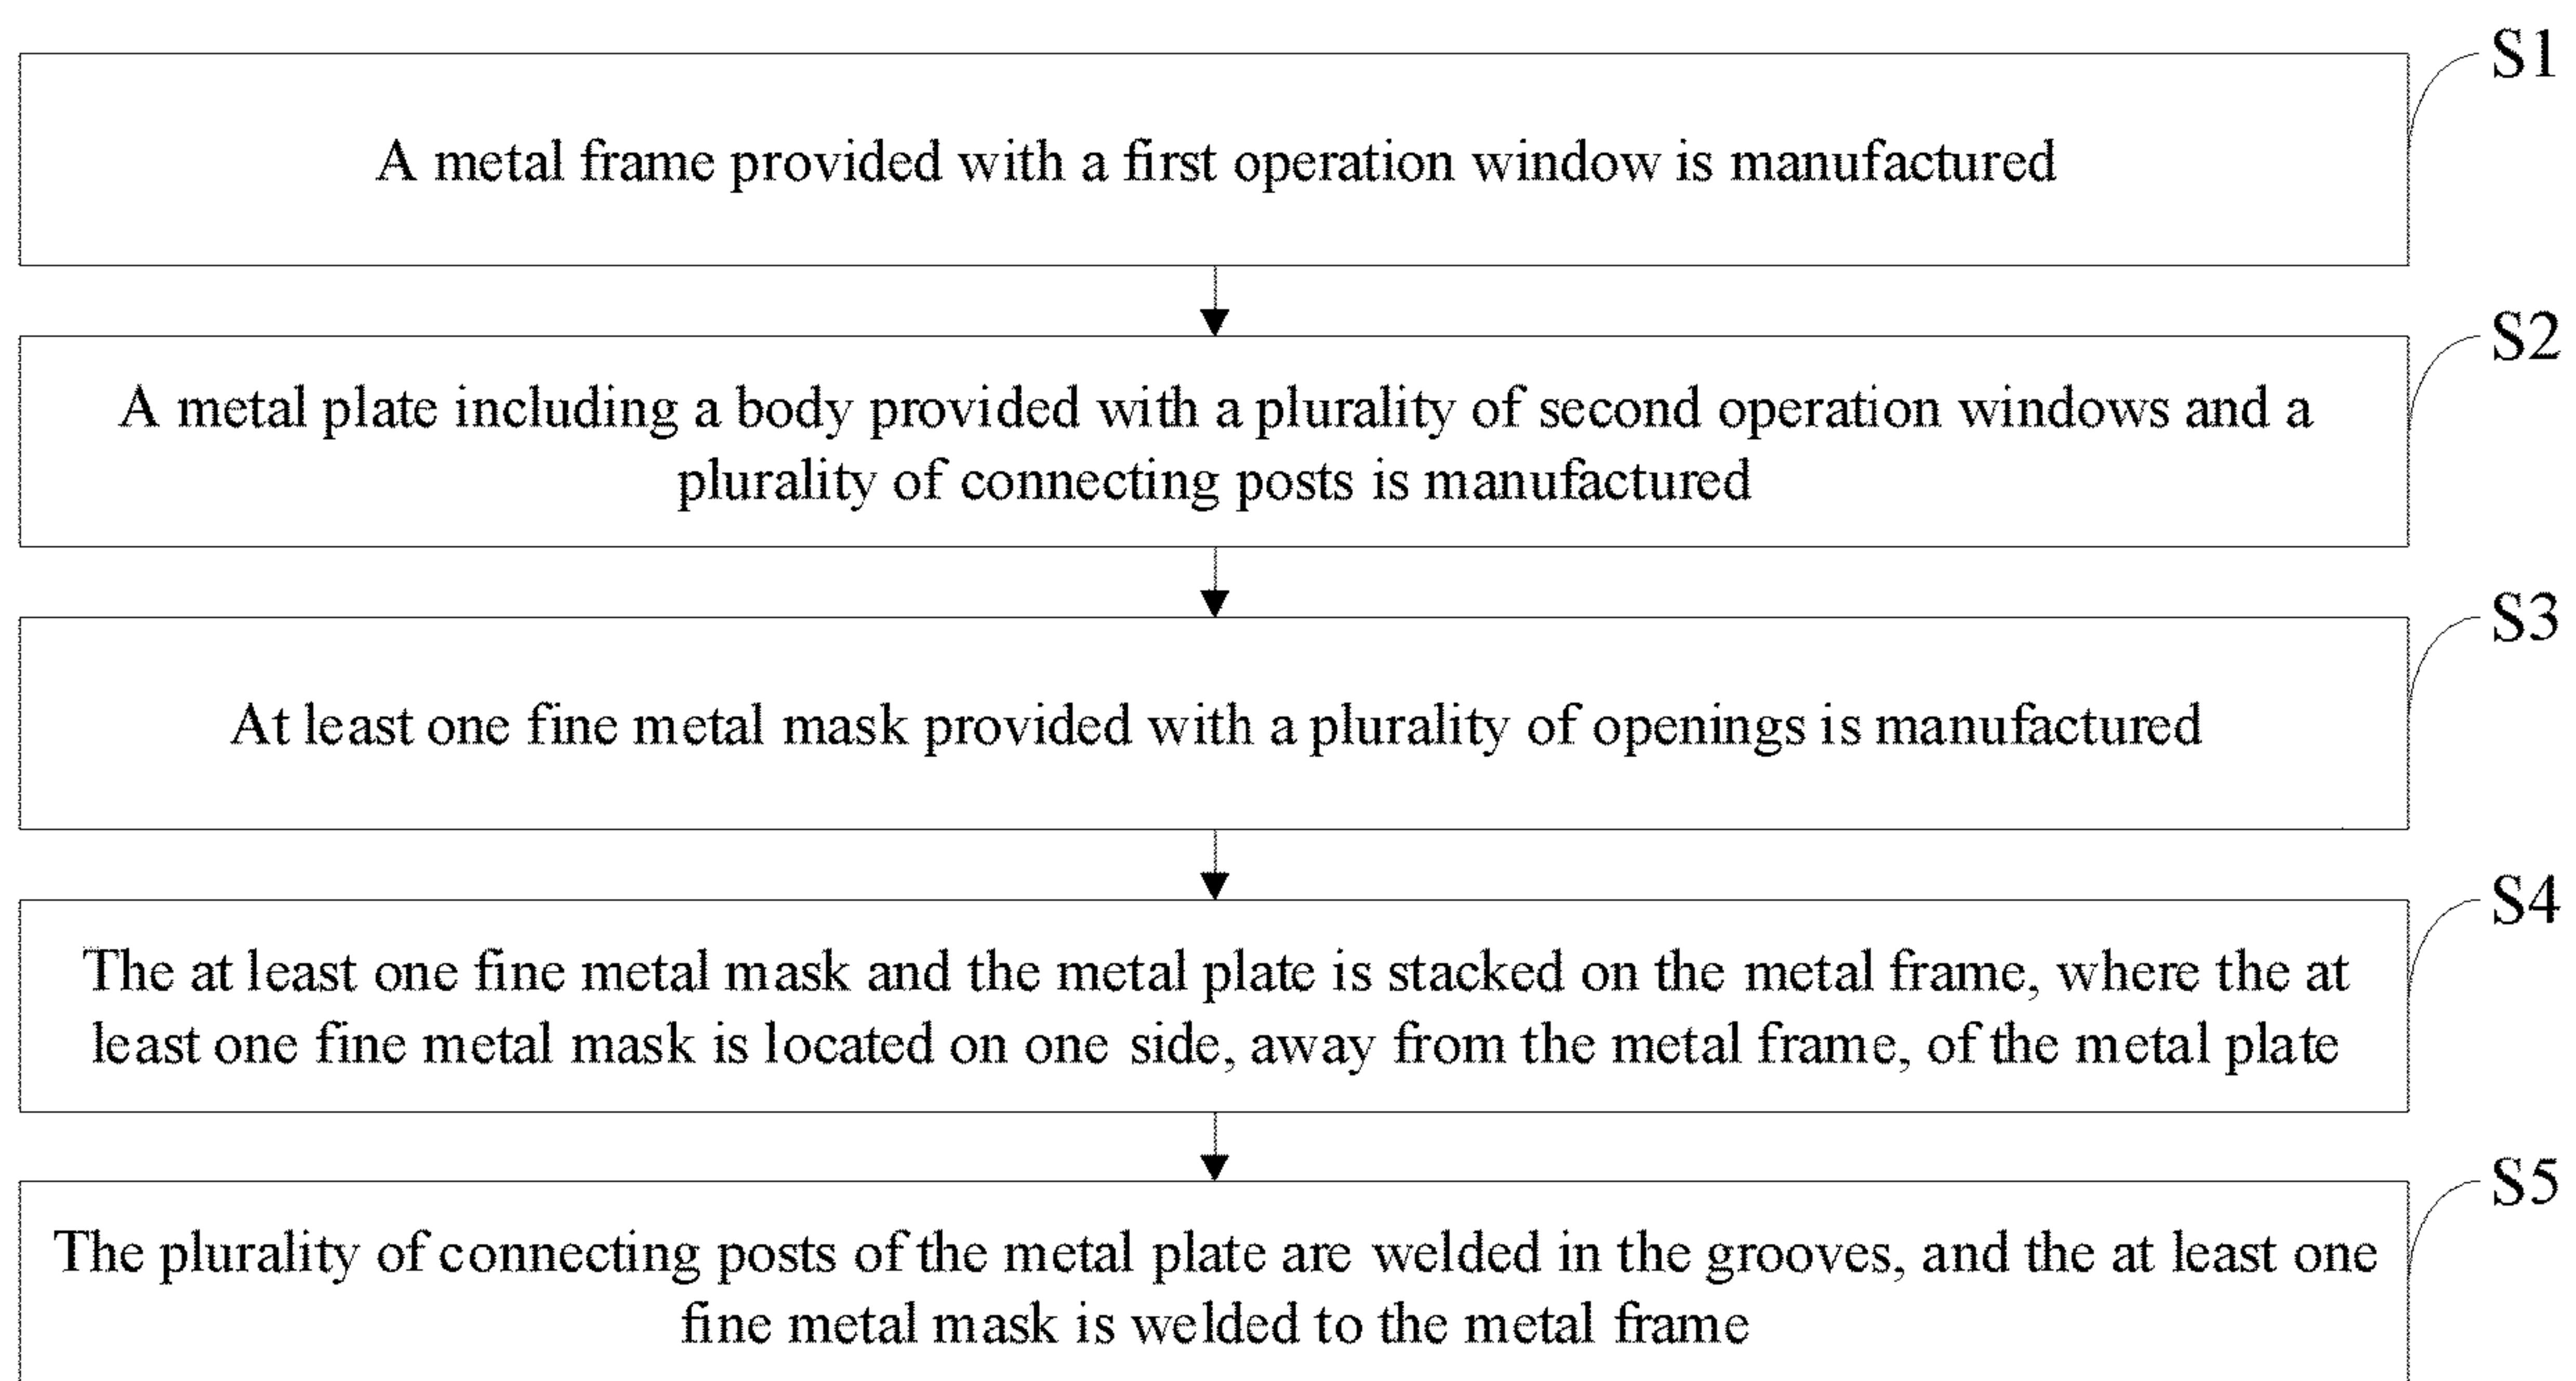 S1
A metal frame provided with a first operation window is manufactured
S2
A metal plate including a body provided with a plurality of second operation windows and a
plurality of connecting posts is manufactured
S3
At least one fine metal mask provided with a plurality of openings is manufactured
S4
The at least one fine metal mask and the metal plate is stacked on the metal frame, where the at
least one fine metal mask is located on one side, away from the metal frame, of the metal plate
S5
The plurality of connecting posts of the metal plate are welded in the grooves, and the at least one
fine metal mask is welded to the metal frame